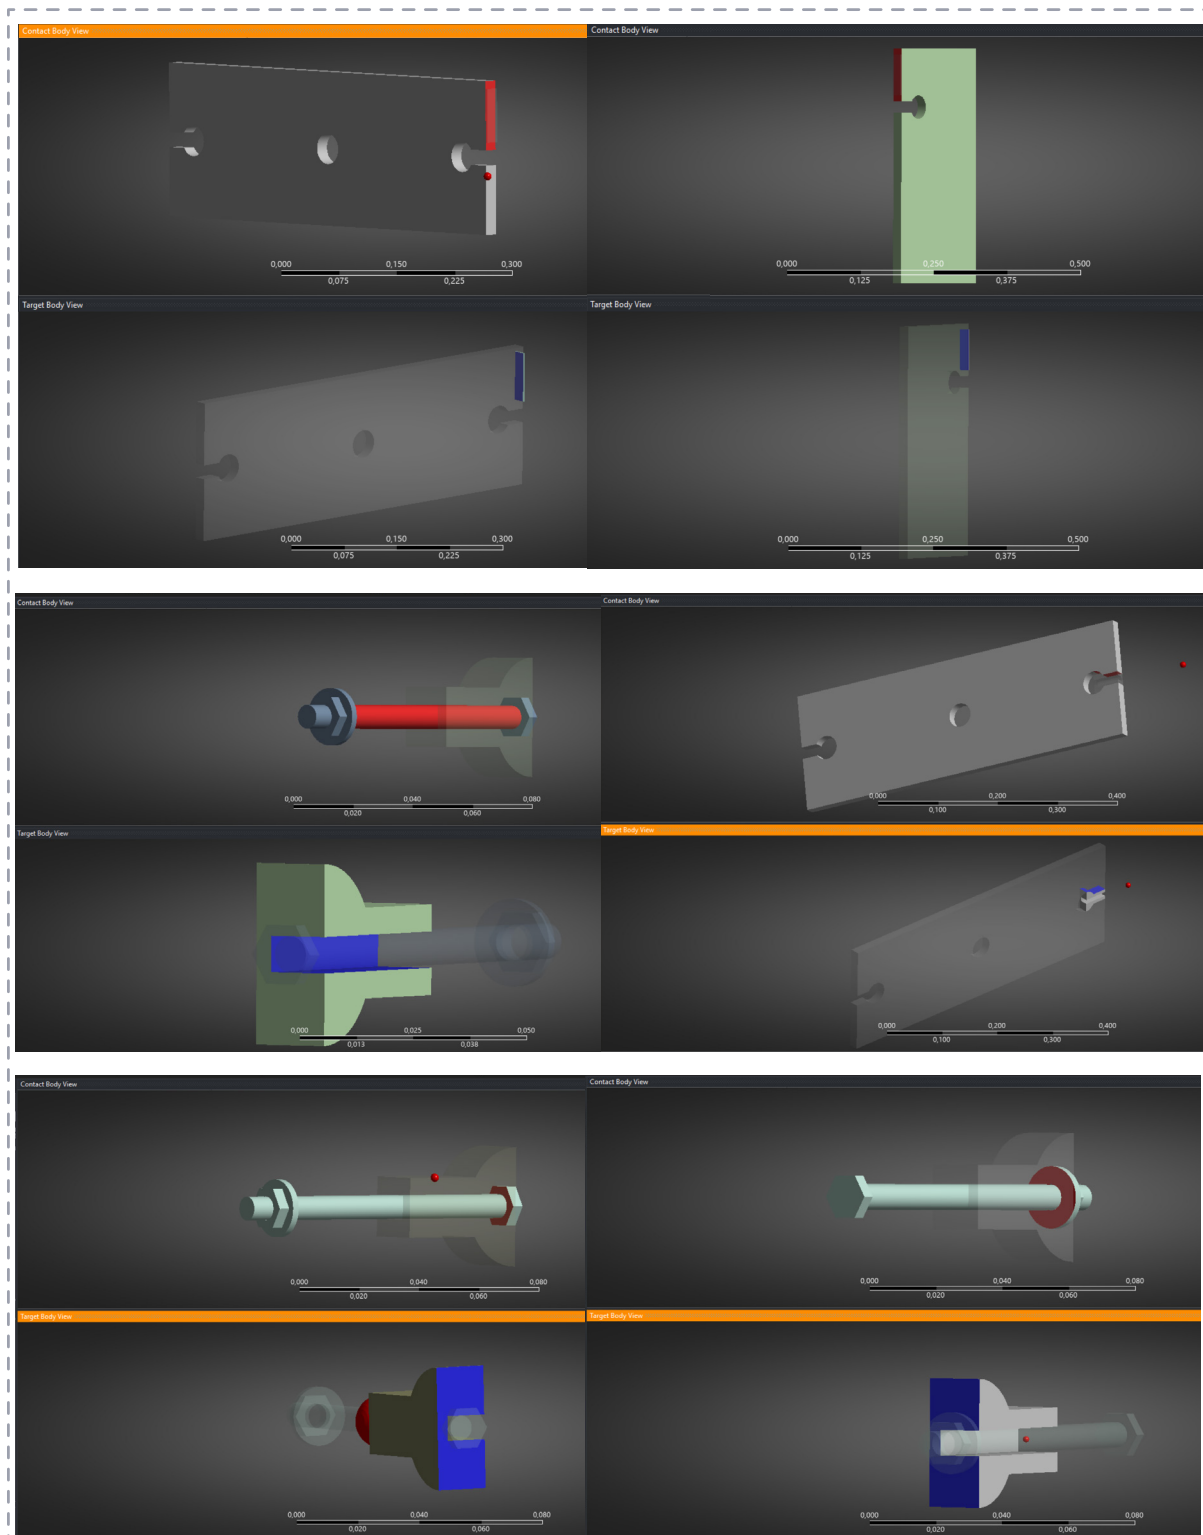 Contact Body View
0,000 0,150 0,300
0,075 0,225
Target Body View
0,000 0,150 0,300
0,075 0,225
Contact Body View
0,000 0,250 0,500
0,125 0,375
Target Body View
0,000 0,250 0,500
0,125 0,375
Contact Body View
0,000 0,040 0,080
0,020 0,060
Target Body View
0,000 0,025 0,050
0,013 0,038
Contact Body View
0,000 0,200 0,400
0,100 0,300
Target Body View
0,000 0,200 0,400
0,100 0,300
Contact Body View
0,000 0,040 0,080
0,020 0,060
Target Body View
0,000 0,040 0,080
0,020 0,060
Contact Body View
0,000 0,040 0,080
0,020 0,060
Target Body View
0,000 0,040 0,080
0,020 0,060